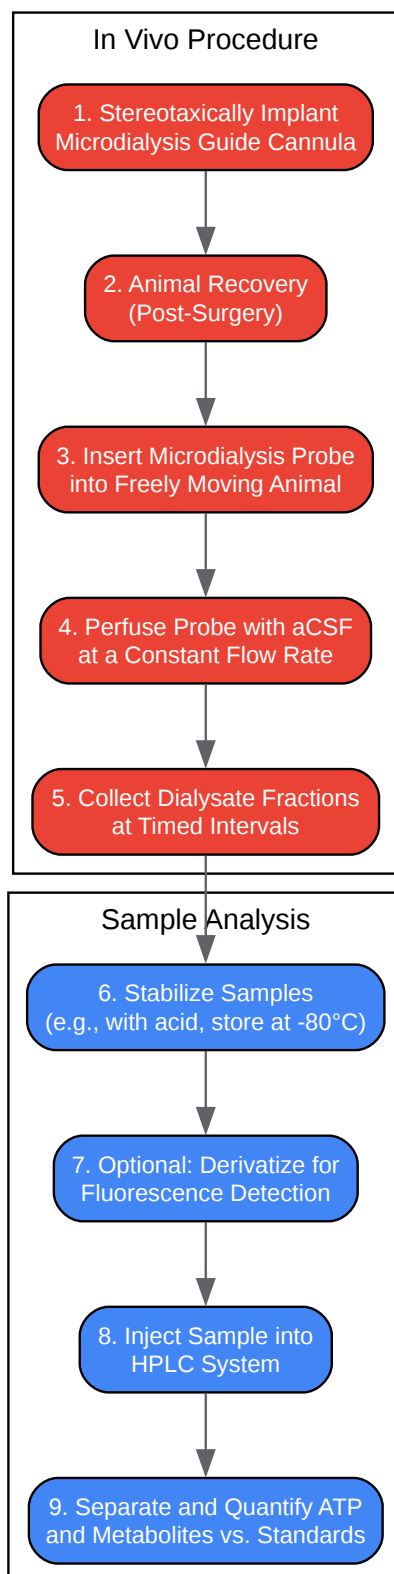 In Vivo Procedure
1. Stereotaxically Implant
Microdialysis Guide Cannula
2. Animal Recovery
(Post-Surgery)
3. Insert Microdialysis Probe
into Freely Moving Animal
4. Perfuse Probe with aCSF
at a Constant Flow Rate
5. Collect Dialysate Fractions
at Timed Intervals
Sample Analysis
6. Stabilize Samples
(e.g., with acid, store at -80°C)
7. Optional: Derivatize for
Fluorescence Detection
8. Inject Sample into
HPLC System
9. Separate and Quantify ATP
and Metabolites vs. Standards